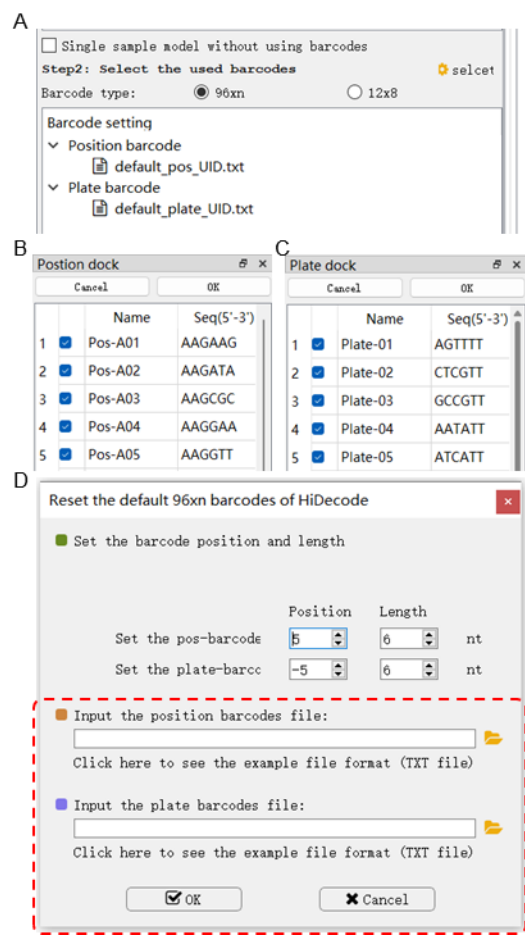 A
Single sample model without using barcodes
Step2: Select the used barcodes selcet
Barcode type: 96xn 12x8
Barcode setting
Position barcode
default_pos_UID.txt
Plate barcode
default_plate_UID.txt
B
Postion dock
Cancel OK
Name Seq(5'-3')
1 Pos-A01 AAGAAG
2 Pos-A02 AAGATA
3 Pos-A03 AAGCGC
4 Pos-A04 AAGGAA
5 Pos-A05 AAGGTT
C
Plate dock
Cancel OK
Name Seq(5'-3')
1 Plate-01 AGTTTT
2 Plate-02 CTCGTT
3 Plate-03 GCCGTT
4 Plate-04 AATATT
5 Plate-05 ATCATT
D
Reset the default 96xn barcodes of HiDecode
Set the barcode position and length
Position Length
Set the pos-barcode 5 6 nt
Set the plate-barcc -5 6 nt
Input the position barcodes file:
Click here to see the example file format (TXT file)
Input the plate barcodes file:
Click here to see the example file format (TXT file)
OK Cancel